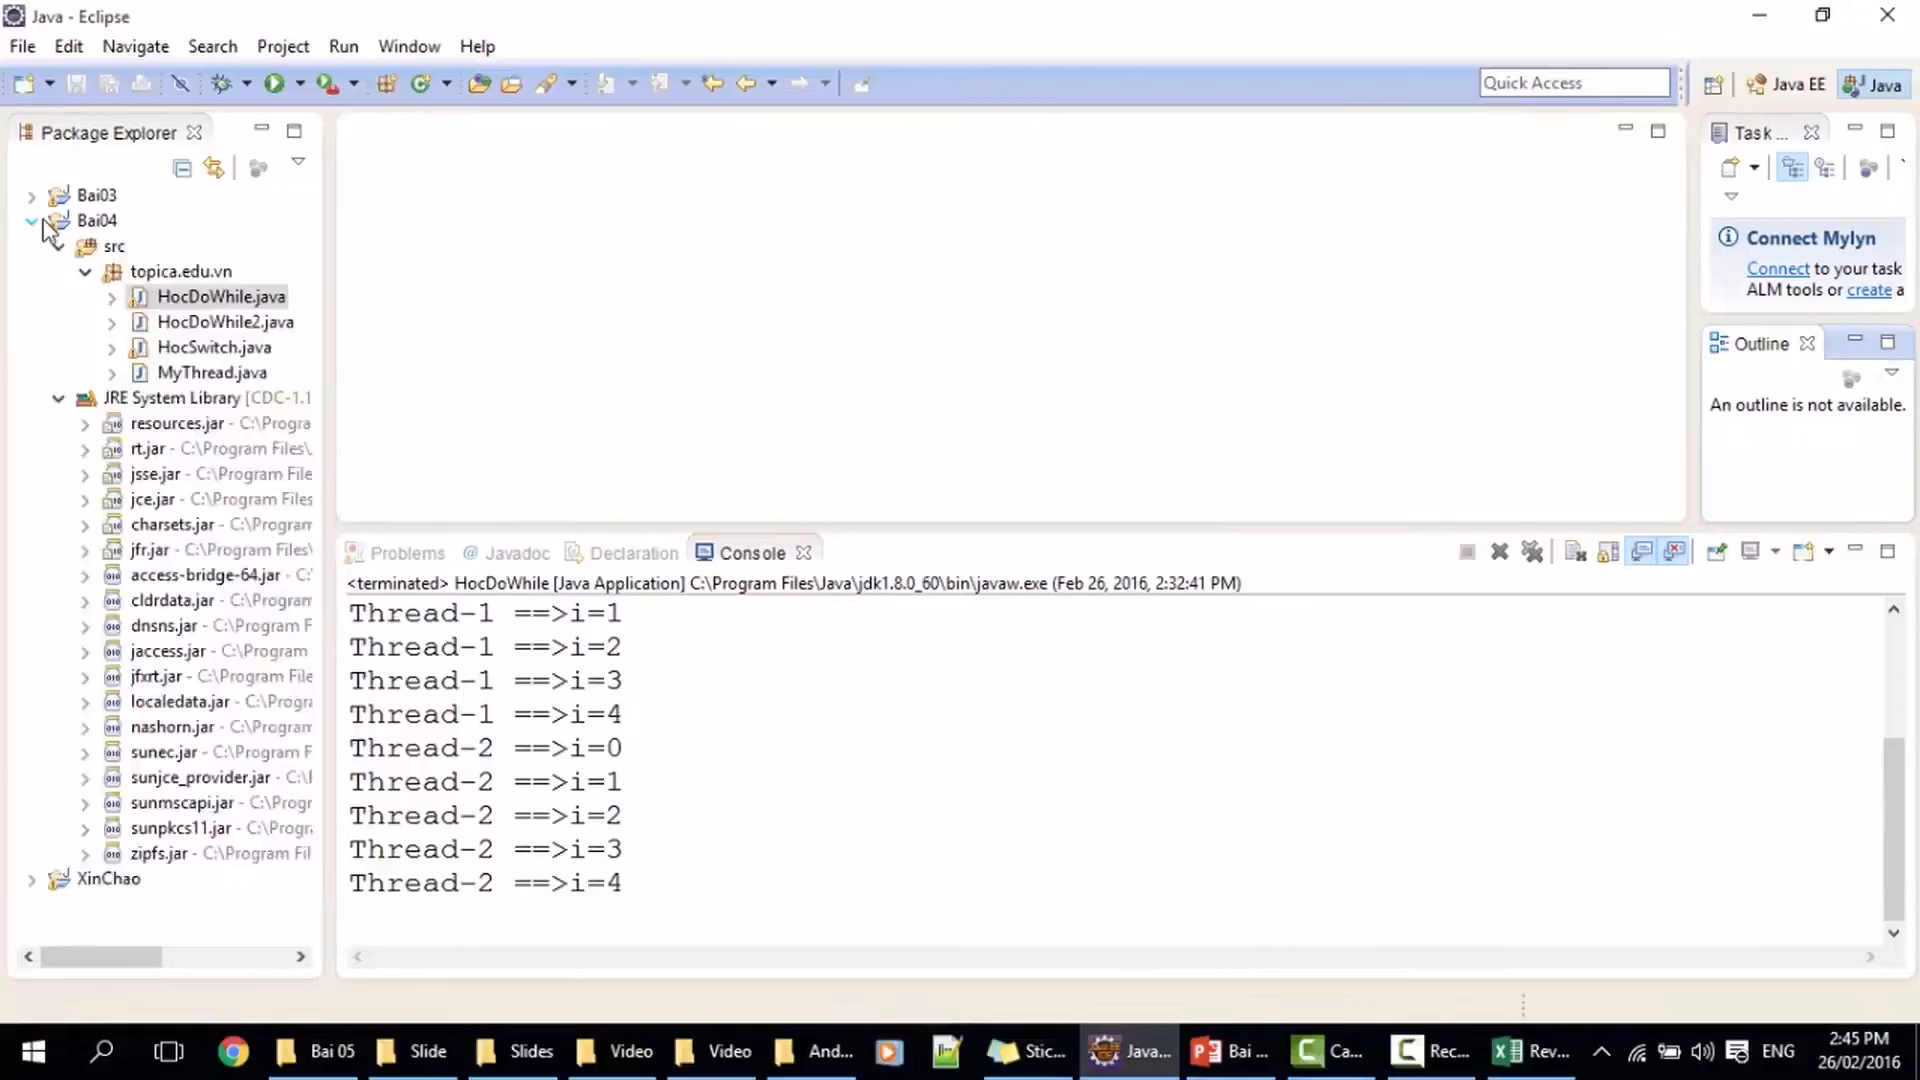 Java - Eclipse
File Edit Navigate Search Project Run Window Help
Quick Access
Java EE
Java
Package Explorer
Bai03
Bai04
src
topica.edu.vn
HocDoWhile.java
HocDoWhile2.java
HocSwitch.java
MyThread.java
JRE System Library [CDC-1.1
resources.jar - C:\Progra
rt.jar - C:\Program Files\
jsse.jar - C:\Program File
jce.jar - C:\Program Files
charsets.jar - C:\Program
jfr.jar - C:\Program Files\
access-bridge-64.jar - C:\
cldrdata.jar - C:\Program
dnsns.jar - C:\Program F
jaccess.jar - C:\Program
jfxrt.jar - C:\Program File
localedata.jar - C:\Progra
nashorn.jar - C:\Program
sunec.jar - C:\Program F
sunjce_provider.jar - C:\
sunmscapi.jar - C:\Progr
sunpkcs11.jar - C:\Progra
zipfs.jar - C:\Program Fil
XinChao
Task ...
Connect Mylyn
Connect to your task
ALM tools or create a
Outline
An outline is not available.
Problems @ Javadoc Declaration Console
<terminated> HocDoWhile [Java Application] C:\Program Files\Java\jdk1.8.0_60\bin\javaw.exe (Feb 26, 2016, 2:32:41 PM)
Thread-1 ==>i=1
Thread-1 ==>i=2
Thread-1 ==>i=3
Thread-1 ==>i=4
Thread-2 ==>i=0
Thread-2 ==>i=1
Thread-2 ==>i=2
Thread-2 ==>i=3
Thread-2 ==>i=4
Bai 05 Slide Slides Video Video And... Stic... Java... Bai ... Ca... Rec... Rev... ENG
2:45 PM
26/02/2016